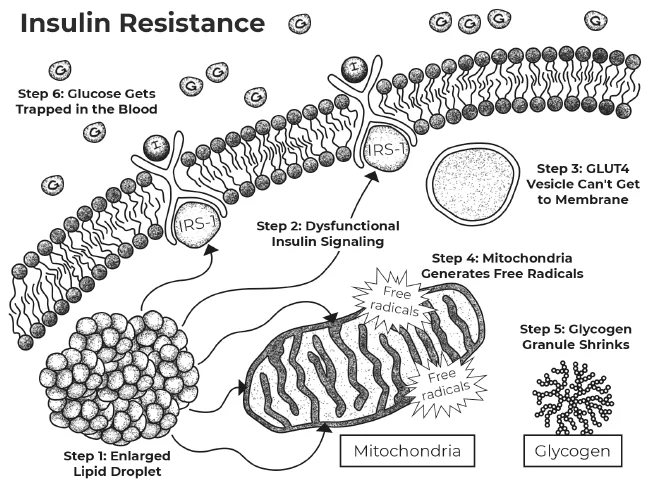 Insulin Resistance
G
G
G
G
G
G
G
G
G
G
G
Step 6: Glucose Gets
Trapped in the Blood
I
I
IRS-1
IRS-1
Step 3: GLUT4
Vesicle Can't Get
to Membrane
Step 2: Dysfunctional
Insulin Signaling
Step 4: Mitochondria
Generates Free Radicals
Free
radicals
Free
radicals
Step 5: Glycogen
Granule Shrinks
Mitochondria
Glycogen
Step 1: Enlarged
Lipid Droplet